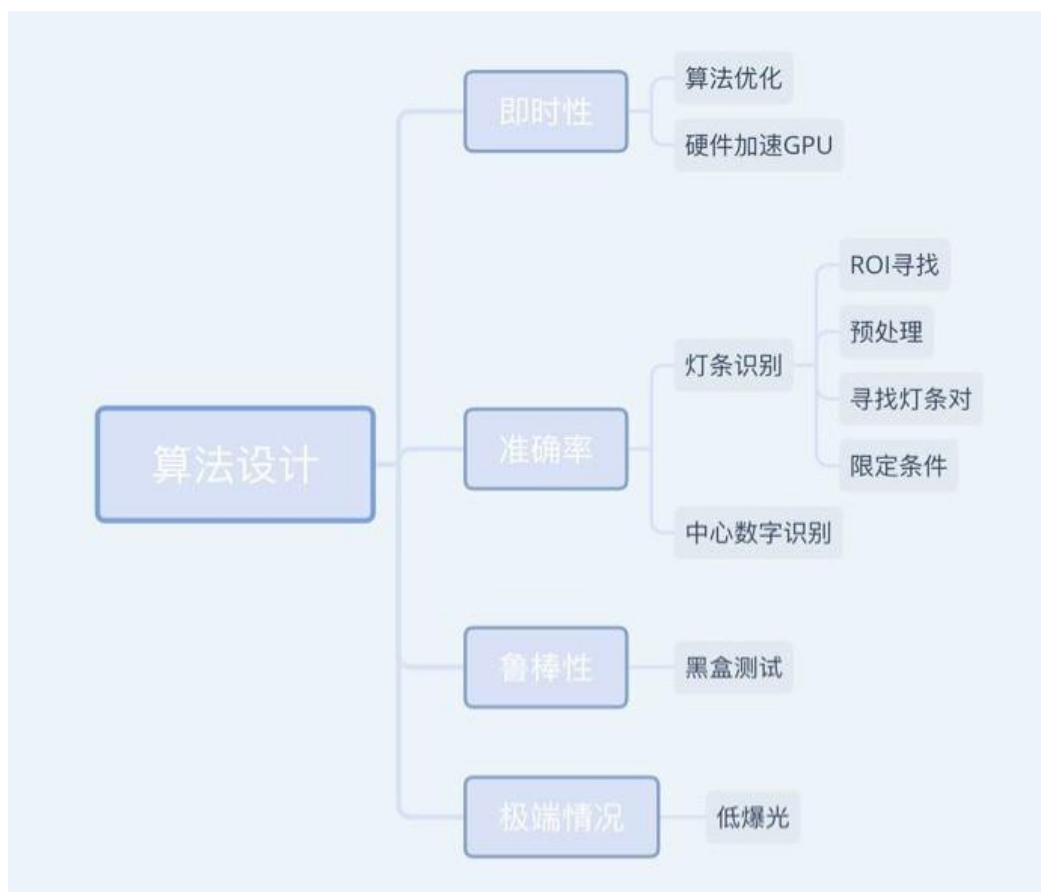 算法设计
即时性
算法优化
硬件加速GPU
准确率
灯条识别
ROI寻找
预处理
寻找灯条对
限定条件
中心数字识别
鲁棒性
黑盒测试
极端情况
低爆光